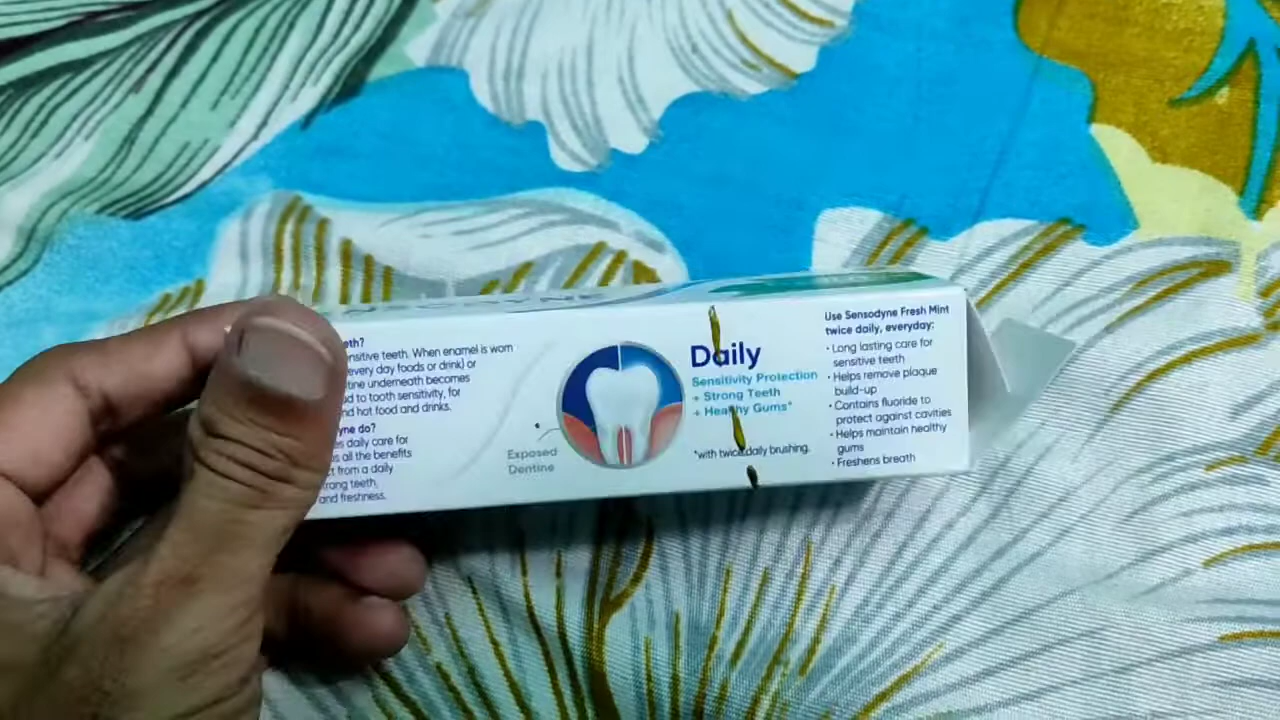 eeth?
nsitive teeth. When enamel is worn
every day foods or drink) or
tine underneath becomes
d to tooth sensitivity, for
nd hot food and drinks.
yne do?
s daily care for
s all the benefits
t from a daily
rong teeth,
and freshness.
Exposed
Dentine
Daily
Sensitivity Protection
+ Strong Teeth
+ Healthy Gums*
*with twice daily brushing.
Use Sensodyne Fresh Mint
twice daily, everyday:
• Long lasting care for
sensitive teeth
• Helps remove plaque
build-up
• Contains fluoride to
protect against cavities
• Helps maintain healthy
gums
• Freshens breath